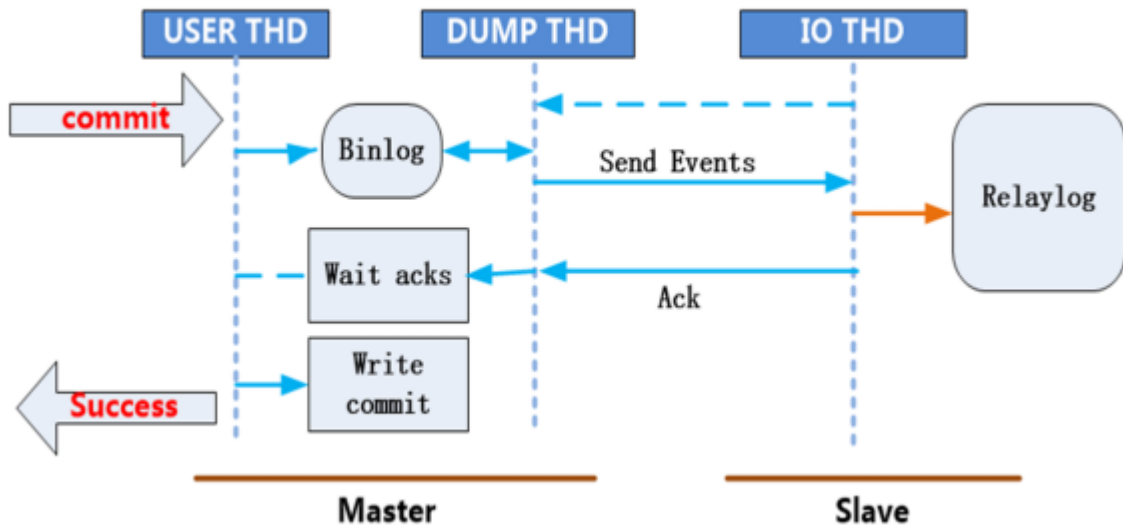 USER THD
DUMP THD
IO THD
commit
Binlog
Send Events
Relaylog
Wait acks
Ack
Write
commit
Success
Master
Slave